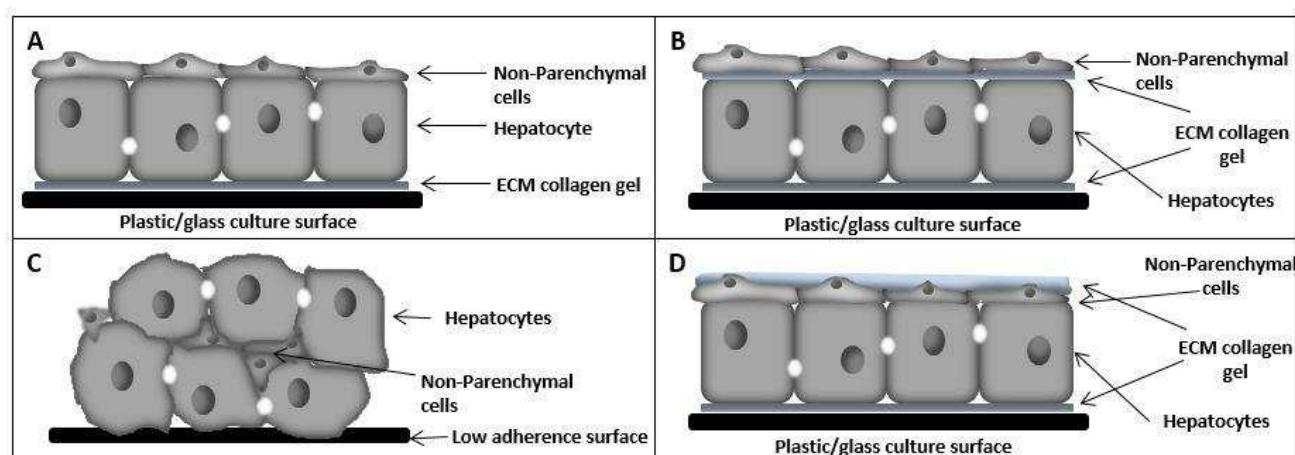 A
Non-Parenchymal
cells
Hepatocyte
ECM collagen gel
Plastic/glass culture surface
B
Non-Parenchymal
cells
ECM collagen
gel
Hepatocytes
Plastic/glass culture surface
C
Hepatocytes
Non-Parenchymal
cells
Low adherence surface
D
Non-Parenchymal
cells
ECM collagen
gel
Hepatocytes
Plastic/glass culture surface